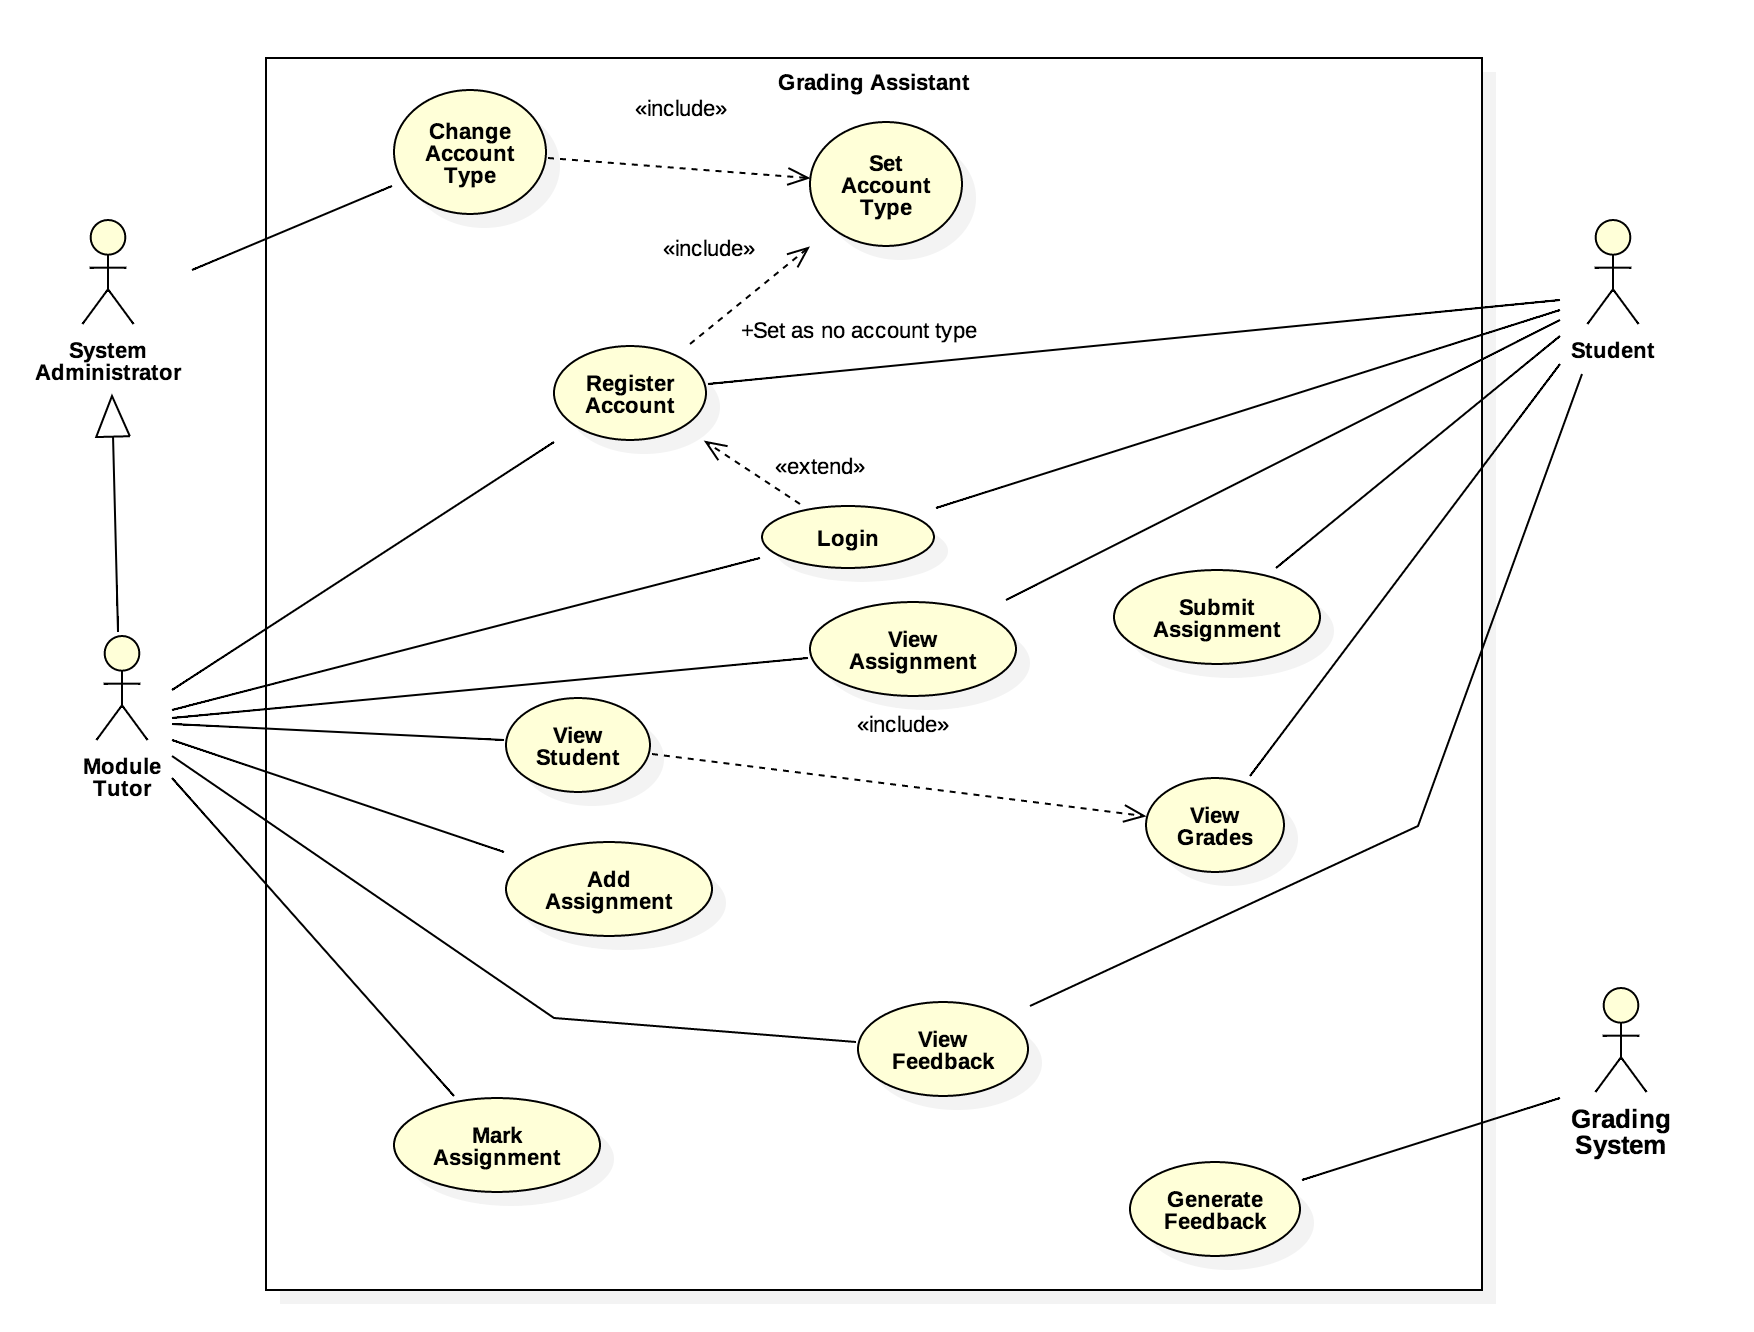 Grading Assistant
«include»
Change
Account
Type
Set
Account
Type
«include»
+Set as no account type
System
Administrator
Student
Register
Account
«extend»
Login
Submit
Assignment
View
Assignment
«include»
View
Student
Module
Tutor
View
Grades
Add
Assignment
View
Feedback
Grading
System
Mark
Assignment
Generate
Feedback